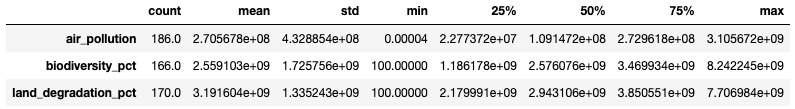 count mean std min 25% 50% 75% max
air_pollution 186.0 2.705678e+08 4.328854e+08 0.00004 2.277372e+07 1.091472e+08 2.729618e+08 3.105672e+09
biodiversity_pct 166.0 2.559103e+09 1.725756e+09 100.00000 1.186178e+09 2.576076e+09 3.469934e+09 8.242245e+09
land_degradation_pct 170.0 3.191604e+09 1.335243e+09 100.00000 2.179991e+09 2.943106e+09 3.850551e+09 7.706984e+09